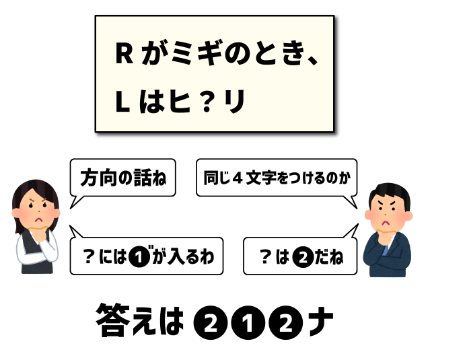 Rがミギのとき、
Lはヒ？リ
方向の話ね
同じ4文字をつけるのか
？には❶゛が入るわ
？は❷だね
答えは❷❶❷ナ